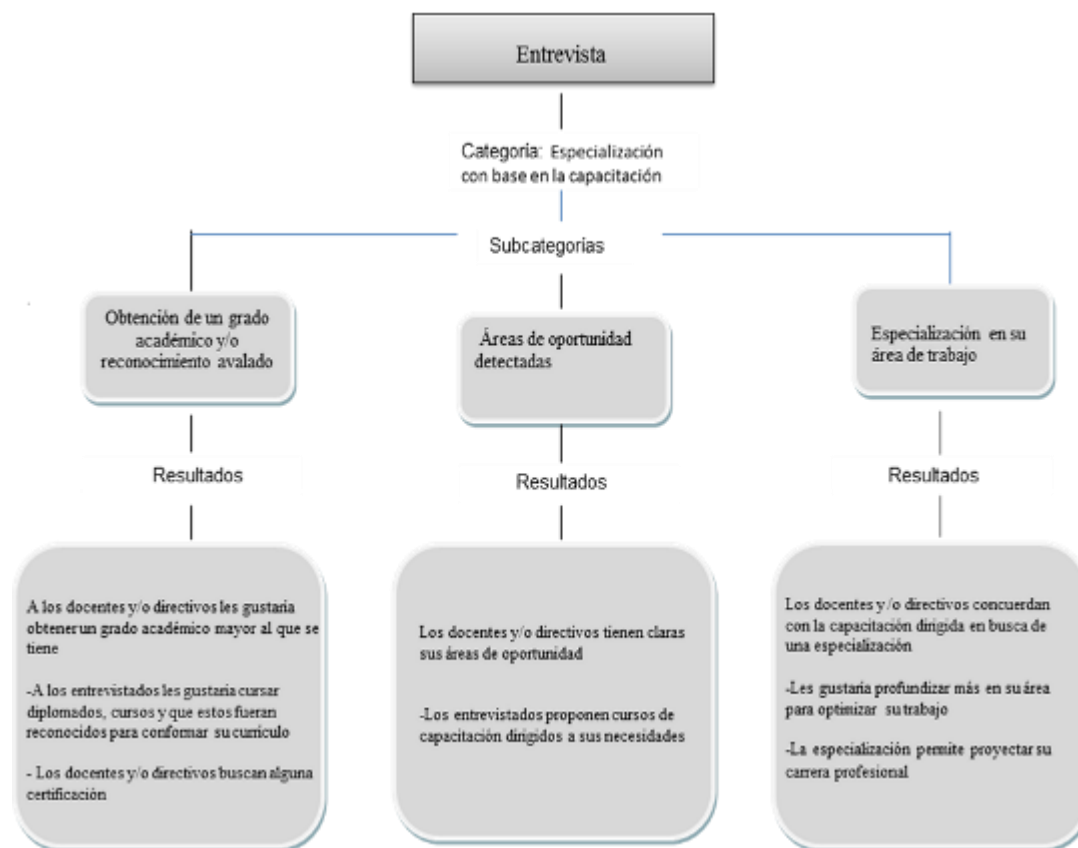 Entrevista
Categoría: Especialización
con base en la capacitación
Subcategorías
Obtención de un grado
académico y/o
reconocimiento avalado
Áreas de oportunidad
detectadas
Especialización en su
área de trabajo
Resultados
Resultados
Resultados
A los docentes y/o directivos les gustaria
obtener un grado académico mayor al que se
tiene
-A los entrevistados les gustaria cursar
diplomados, cursos y que estos fueran
reconocidos para conformar su currículo
- Los docentes y/o directivos buscan alguna
certificación
Los docentes y/o directivos tienen claras
sus áreas de oportunidad
-Los entrevistados proponen cursos de
capacitación dirigidos a sus necesidades
Los docentes y/o directivos concuerdan
con la capacitación dirigida en busca de
una especialización
-Les gustaría profundizar más en su área
para optimizar su trabajo
-La especialización permite proyectar su
carrera profesional